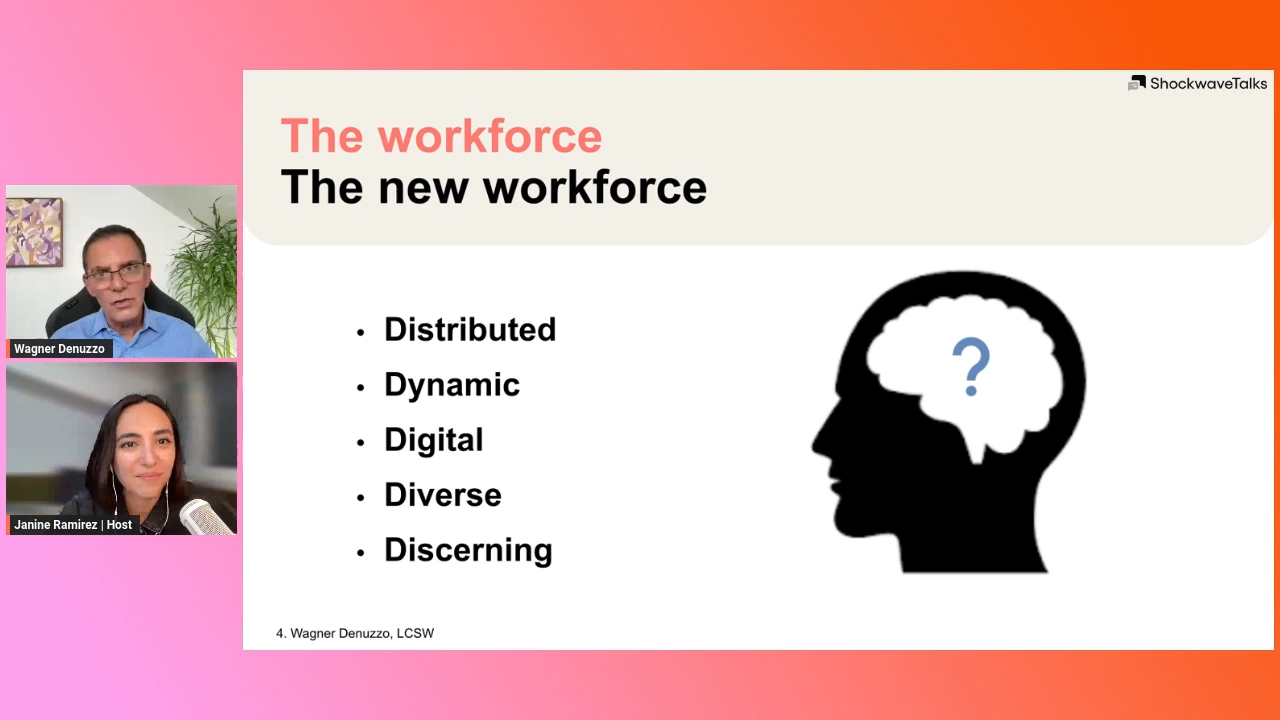 ShockwaveTalks
The workforce
The new workforce
• Distributed
• Dynamic
• Digital
• Diverse
• Discerning
?
4. Wagner Denuzzo, LCSW
Wagner Denuzzo
Janine Ramirez | Host